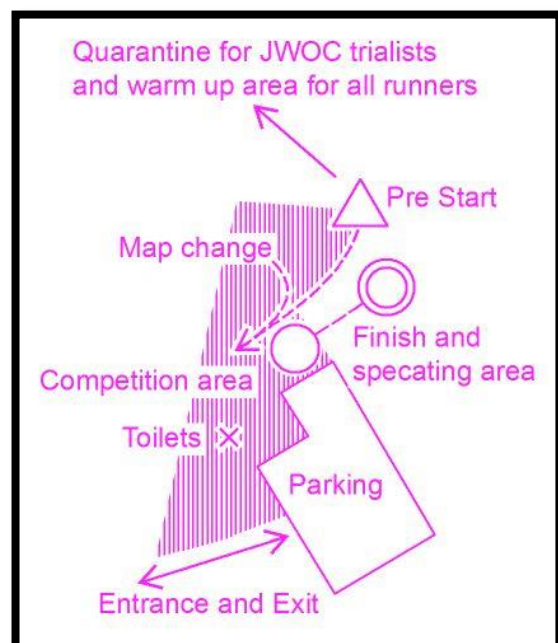 Quarantine for JWOC trialists
and warm up area for all runners
Pre Start
Map change
Finish and
specating area
Competition area
Toilets
Parking
Entrance and Exit